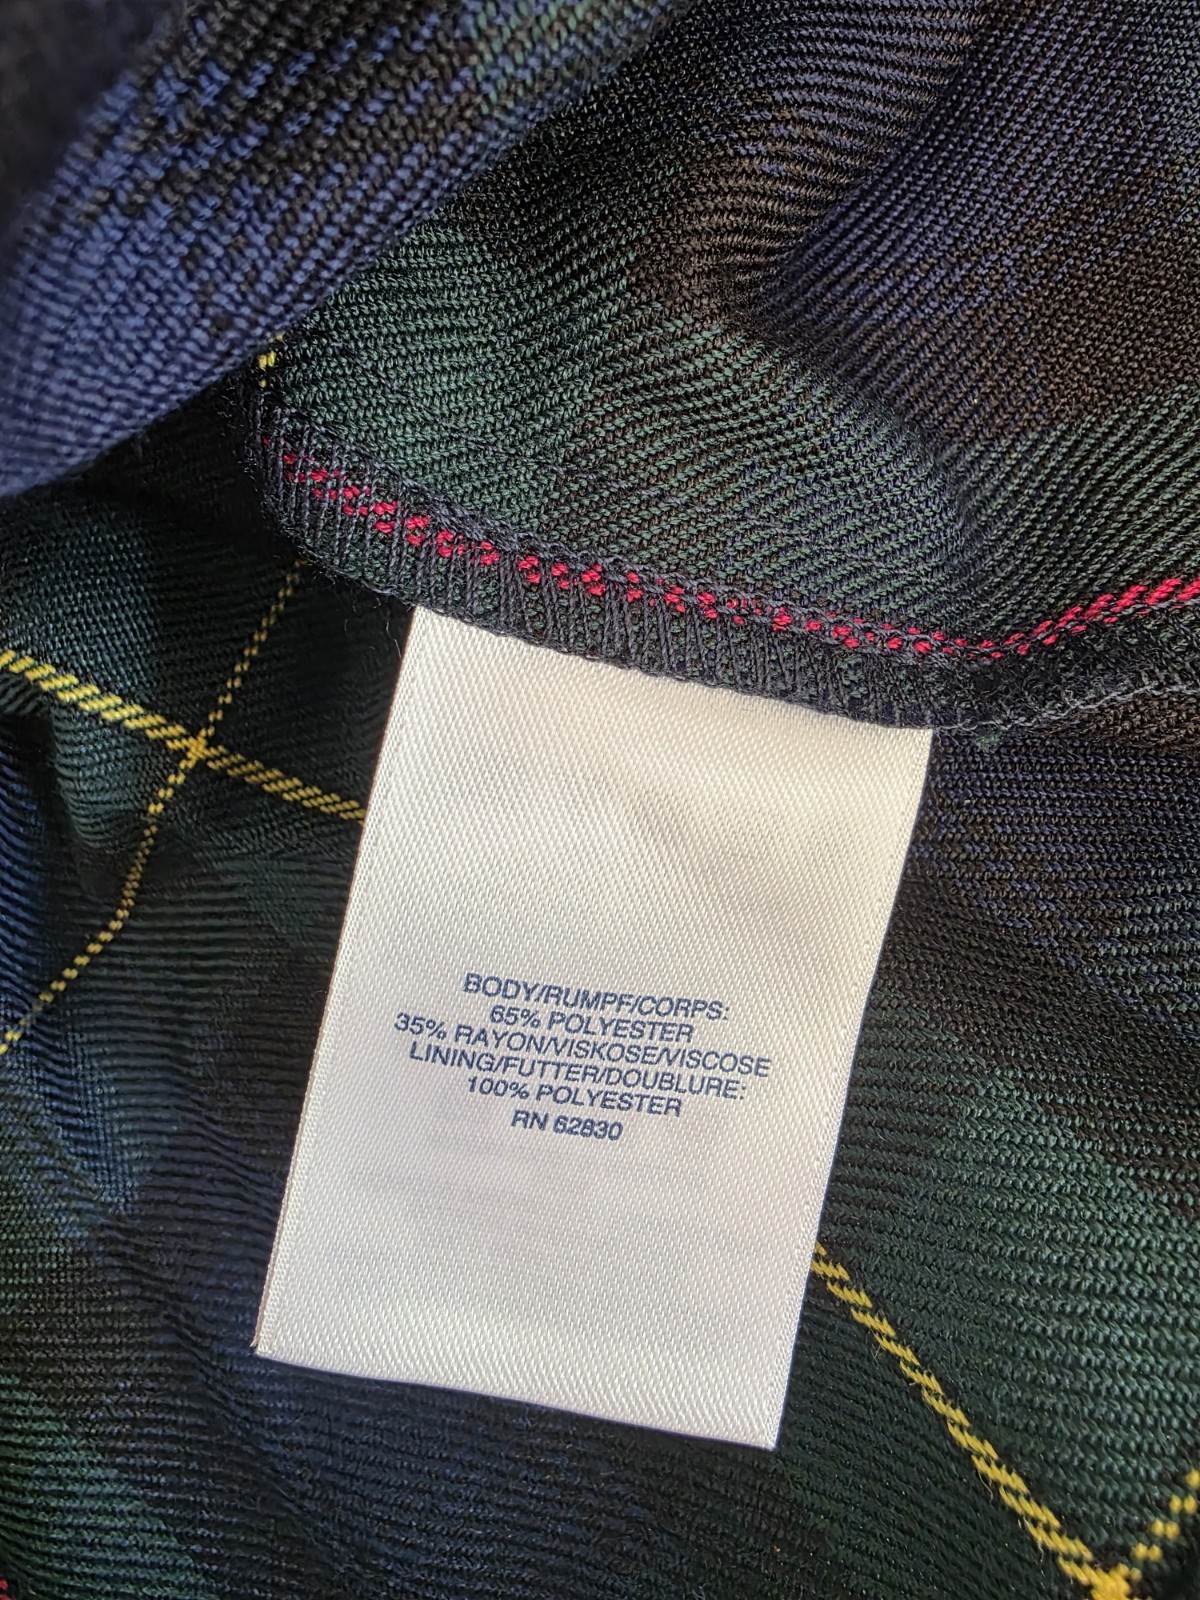 BODY/RUMPF/CORPS:
65% POLYESTER
35% RAYON/VISKOSE/VISCOSE
LINING/FUTTER/DOUBLURE:
100% POLYESTER
RN 62830